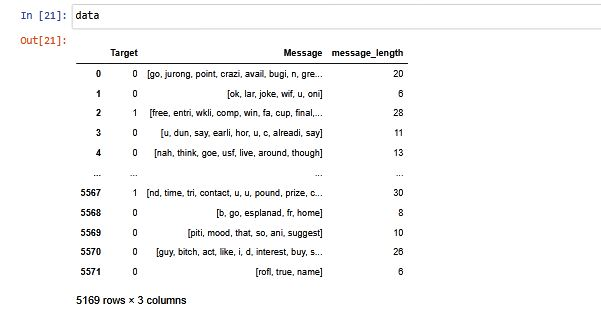 In [21]: data
Out[21]:
Target Message message_length
0 0 [go, jurong, point, crazi, avail, bugi, n, gre... 20
1 0 [ok, lar, joke, wif, u, oni] 6
2 1 [free, entri, wkli, comp, win, fa, cup, final,... 28
3 0 [u, dun, say, earli, hor, u, c, alreadi, say] 11
4 0 [nah, think, goe, usf, live, around, though] 13
... ... ... ...
5567 1 [nd, time, tri, contact, u, u, pound, prize, c... 30
5568 0 [b, go, esplanad, fr, home] 8
5569 0 [piti, mood, that, so, ani, suggest] 10
5570 0 [guy, bitch, act, like, i, d, interest, buy, s... 26
5571 0 [rofl, true, name] 6
5169 rows × 3 columns